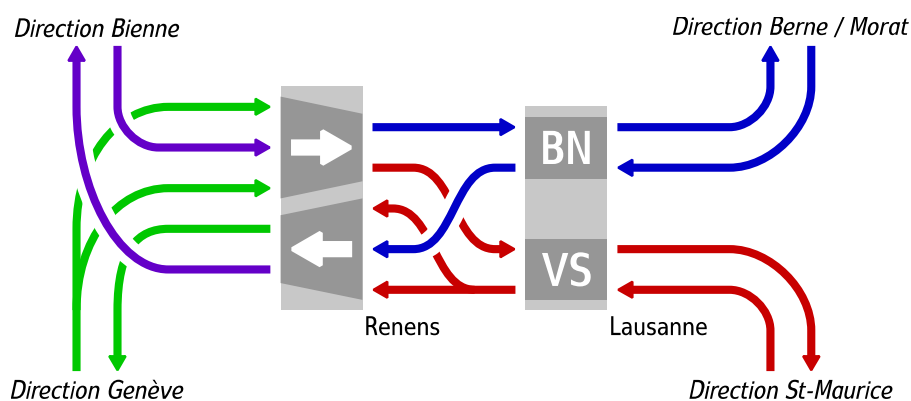 Direction Bienne
Direction Berne / Morat
BN
VS
Renens
Lausanne
Direction Genève
Direction St-Maurice